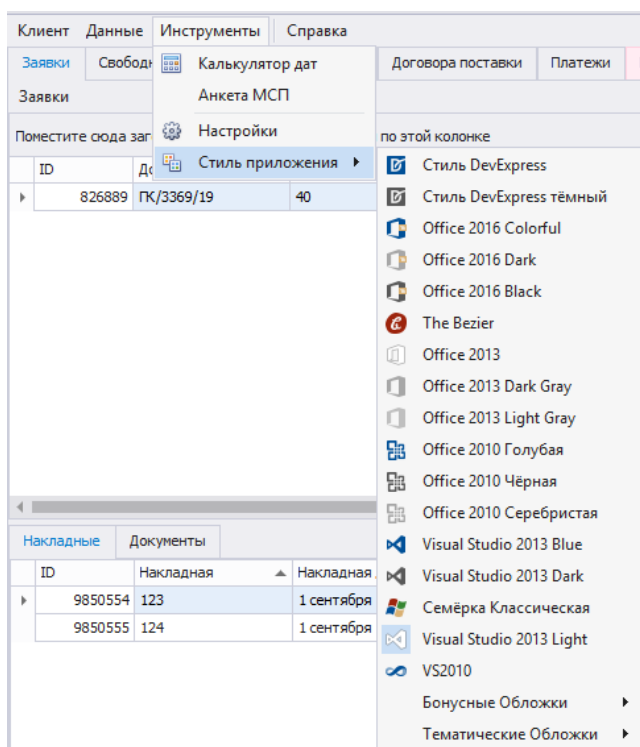 Клиент Данные Инструменты Справка
Заявки Калькулятор дат Договора поставки Платежи
Заявки Анкета МСП
Поместите сюда Настройки по этой колонке
ID Стиль приложения
826889 ГК/3369/19 40
Стиль DevExpress
Стиль DevExpress тёмный
Office 2016 Colorful
Office 2016 Dark
Office 2016 Black
The Bezier
Office 2013
Office 2013 Dark Gray
Office 2013 Light Gray
Office 2010 Голубая
Office 2010 Чёрная
Office 2010 Серебристая
Visual Studio 2013 Blue
Visual Studio 2013 Dark
Семёрка Классическая
Visual Studio 2013 Light
VS2010
Бонусные Обложки
Тематические Обложки
Накладные Документы
ID Накладная Накладная
9850554 123 1 сентября
9850555 124 1 сентября